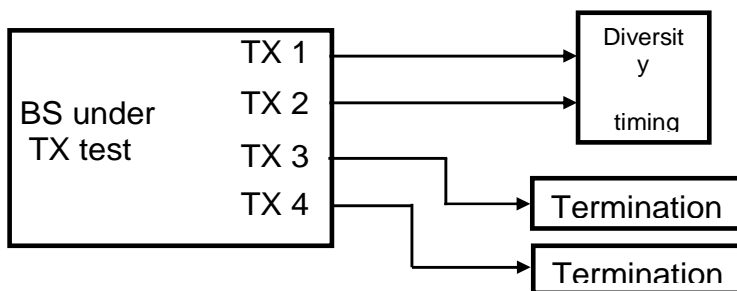 BS under
TX test
TX 1
TX 2
TX 3
TX 4
Diversit
y
timing
Termination
Termination